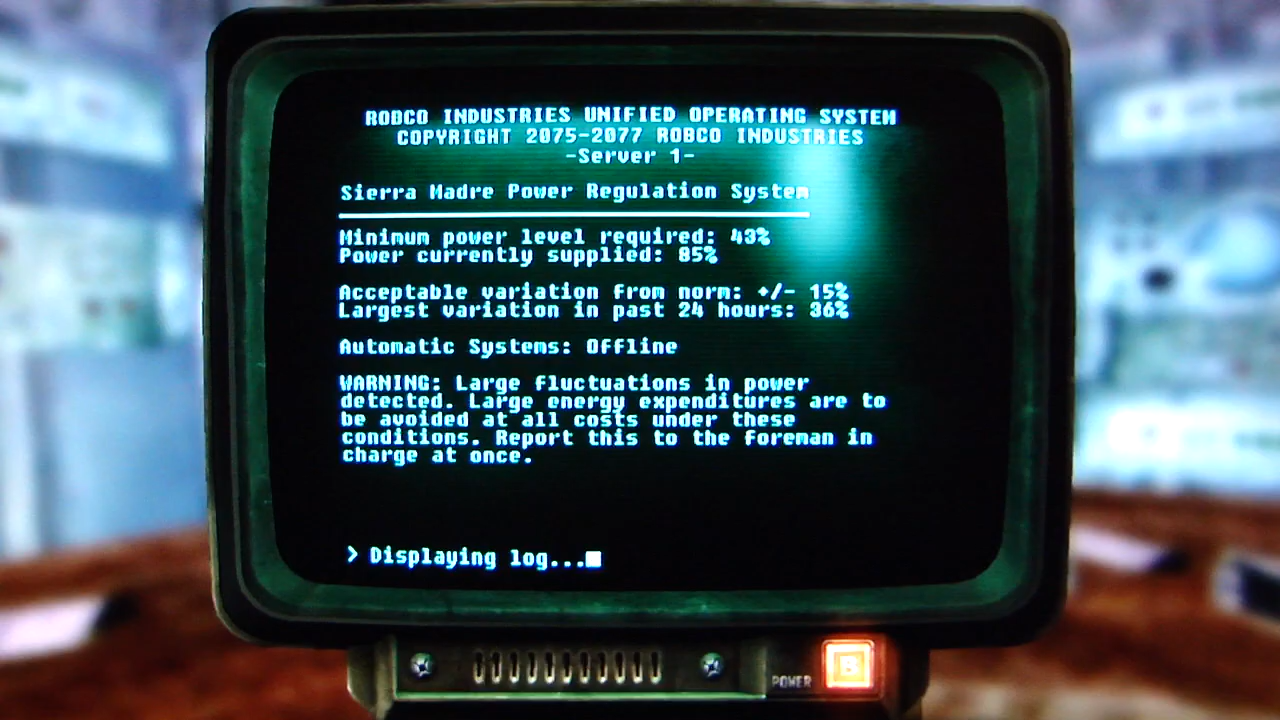 ROBCO INDUSTRIES UNIFIED OPERATING SYSTEM
COPYRIGHT 2075-2077 ROBCO INDUSTRIES
-Server 1-
Sierra Madre Power Regulation System
Minimum power level required: 43%
Power currently supplied: 85%
Acceptable variation from norm: +/- 15%
Largest variation in past 24 hours: 36%
Automatic Systems: Offline
WARNING: Large fluctuations in power
detected. Large energy expenditures are to
be avoided at all costs under these
conditions. Report this to the foreman in
charge at once.
> Displaying log...
POWER